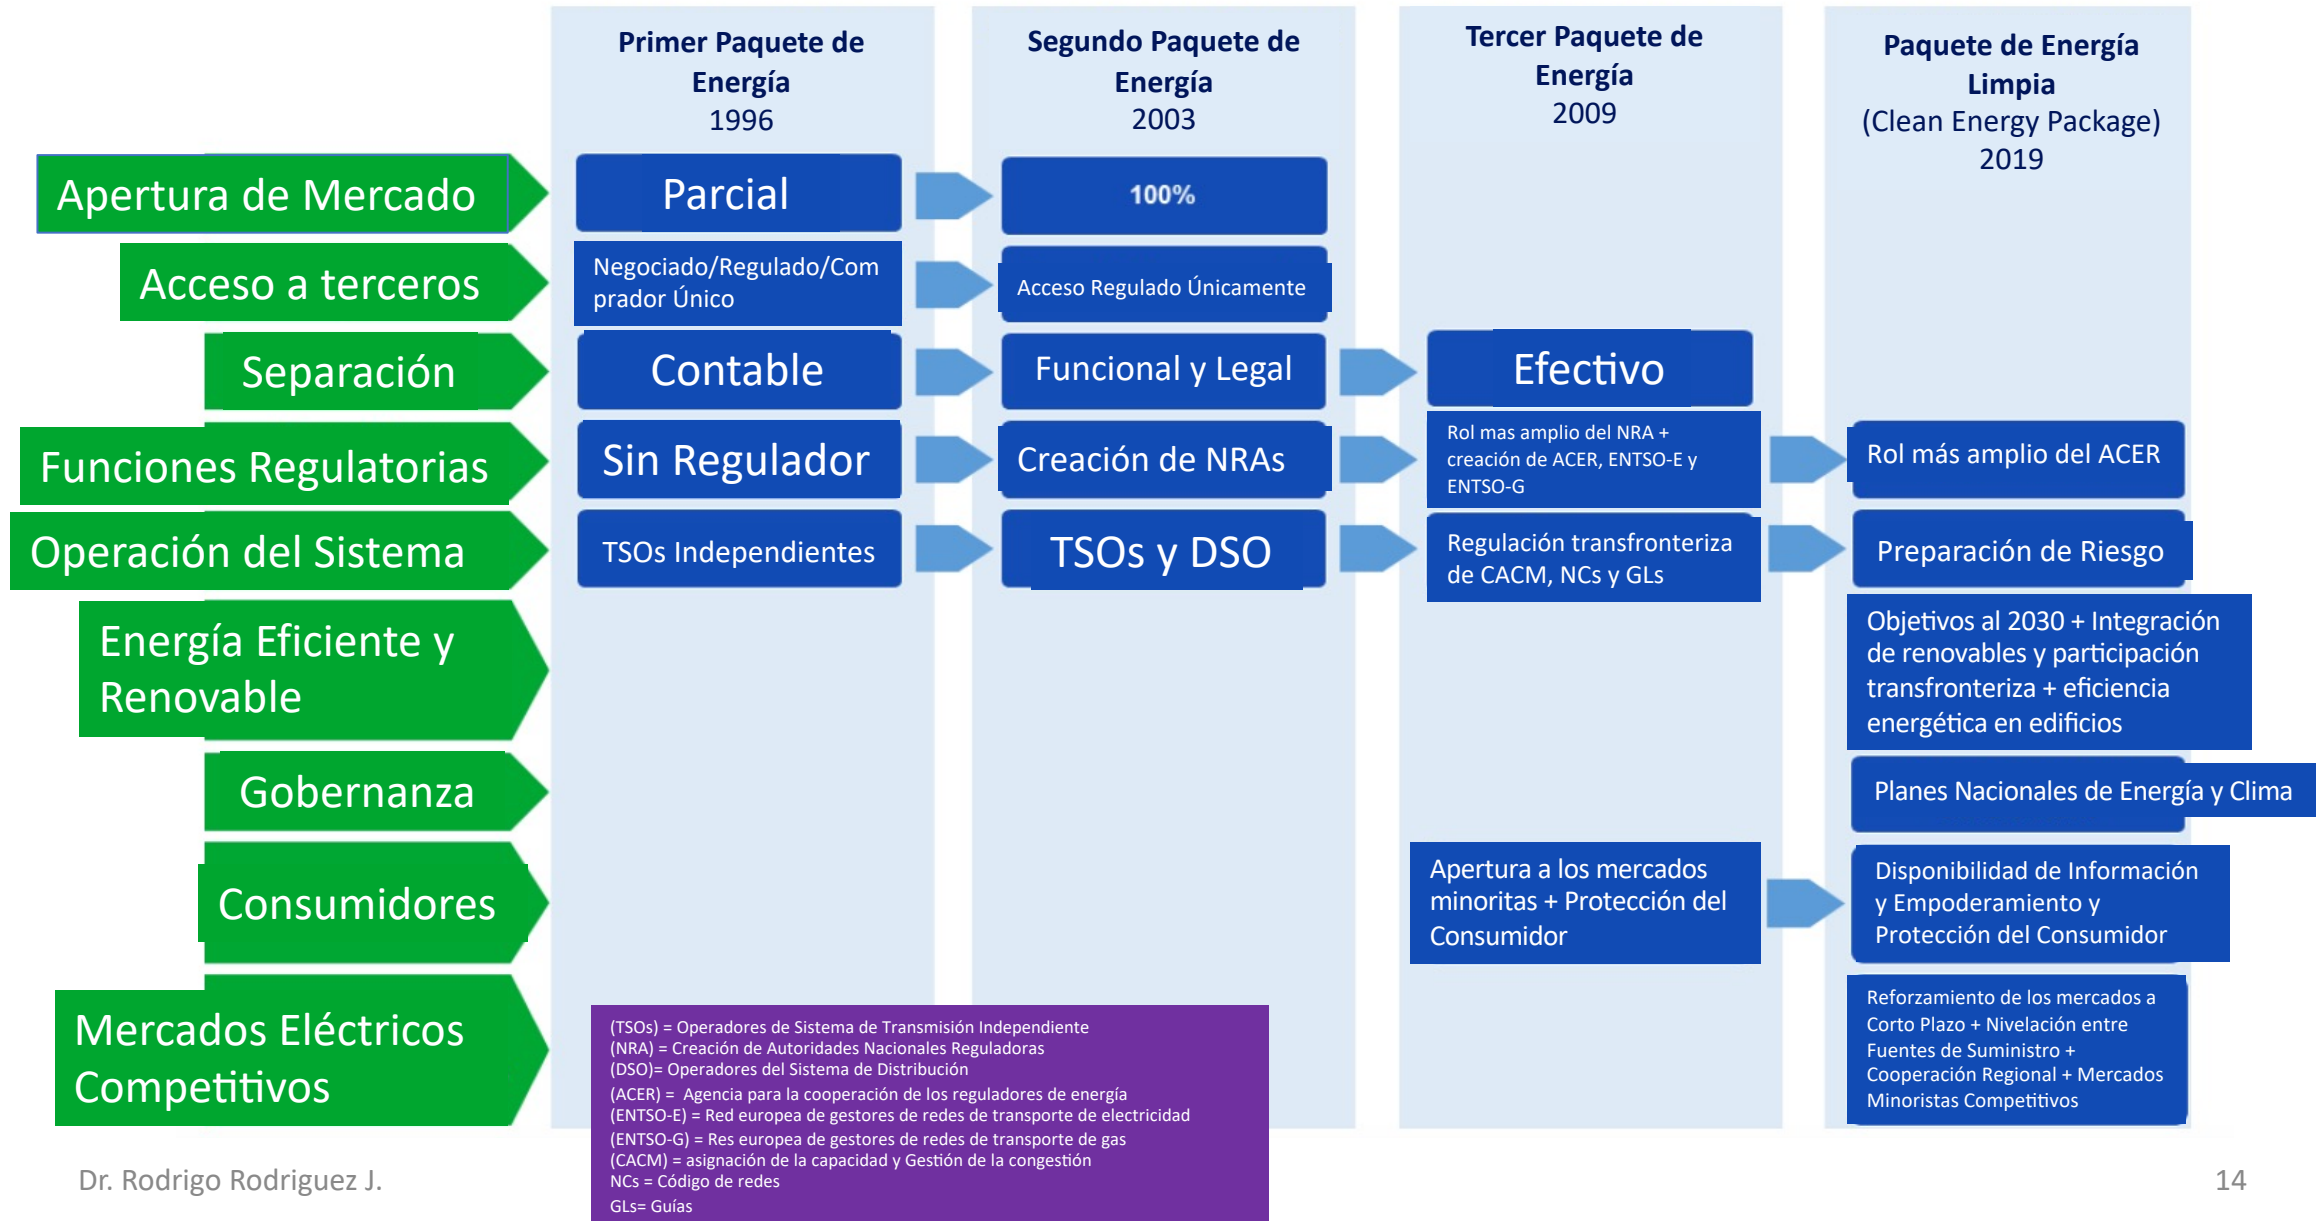 Primer Paquete de
Energía
1996
Segundo Paquete de
Energía
2003
Tercer Paquete de
Energía
2009
Paquete de Energía
Limpia
(Clean Energy Package)
2019
Apertura de Mercado
Parcial
100%
Acceso a terceros
Negociado/Regulado/Com
prador Único
Acceso Regulado Únicamente
Separación
Contable
Funcional y Legal
Efectivo
Funciones Regulatorias
Sin Regulador
Creación de NRAs
Rol mas amplio del NRA +
creación de ACER, ENTSO-E y
ENTSO-G
Rol más amplio del ACER
Operación del Sistema
TSOs Independientes
TSOs y DSO
Regulación transfronteriza
de CACM, NCs y GLs
Preparación de Riesgo
Energía Eficiente y
Renovable
Objetivos al 2030 + Integración
de renovables y participación
transfronteriza + eficiencia
energética en edificios
Gobernanza
Planes Nacionales de Energía y Clima
Consumidores
Apertura a los mercados
minoritas + Protección del
Consumidor
Disponibilidad de Información
y Empoderamiento y
Protección del Consumidor
Mercados Eléctricos
Competitivos
Reforzamiento de los mercados a
Corto Plazo + Nivelación entre
Fuentes de Suministro +
Cooperación Regional + Mercados
Minoristas Competitivos
(TSOs) = Operadores de Sistema de Transmisión Independiente
(NRA) = Creación de Autoridades Nacionales Reguladoras
(DSO)= Operadores del Sistema de Distribución
(ACER) = Agencia para la cooperación de los reguladores de energía
(ENTSO-E) = Red europea de gestores de redes de transporte de electricidad
(ENTSO-G) = Res europea de gestores de redes de transporte de gas
(CACM) = asignación de la capacidad y Gestión de la congestión
NCs = Código de redes
GLs= Guías
Dr. Rodrigo Rodriguez J.
14